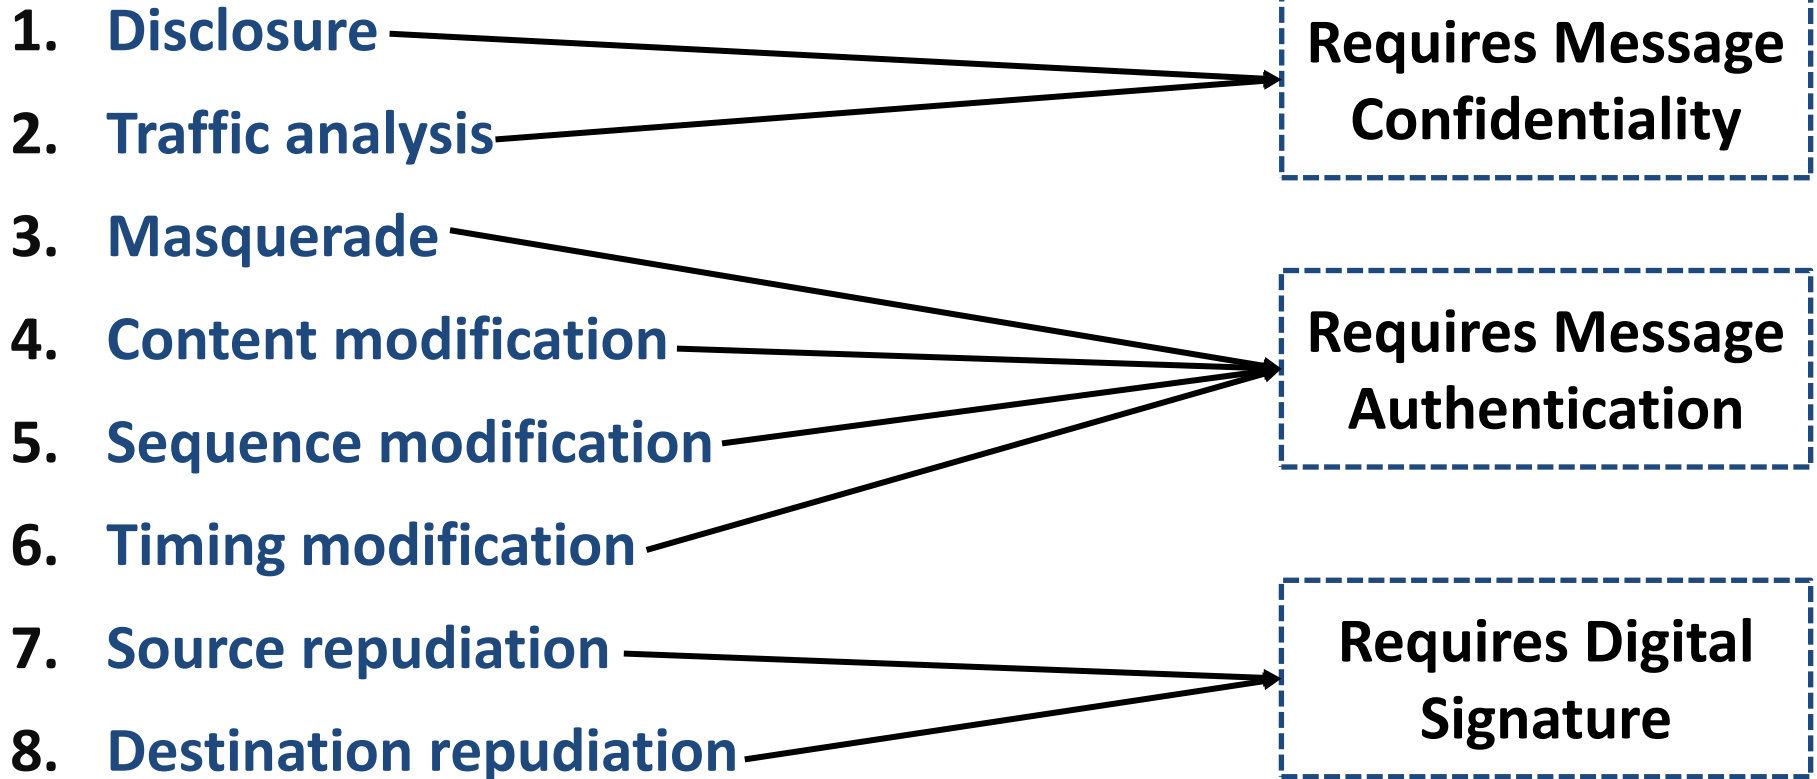 1. Disclosure
2. Traffic analysis
3. Masquerade
4. Content modification
5. Sequence modification
6. Timing modification
7. Source repudiation
8. Destination repudiation
Requires Message
Confidentiality
Requires Message
Authentication
Requires Digital
Signature